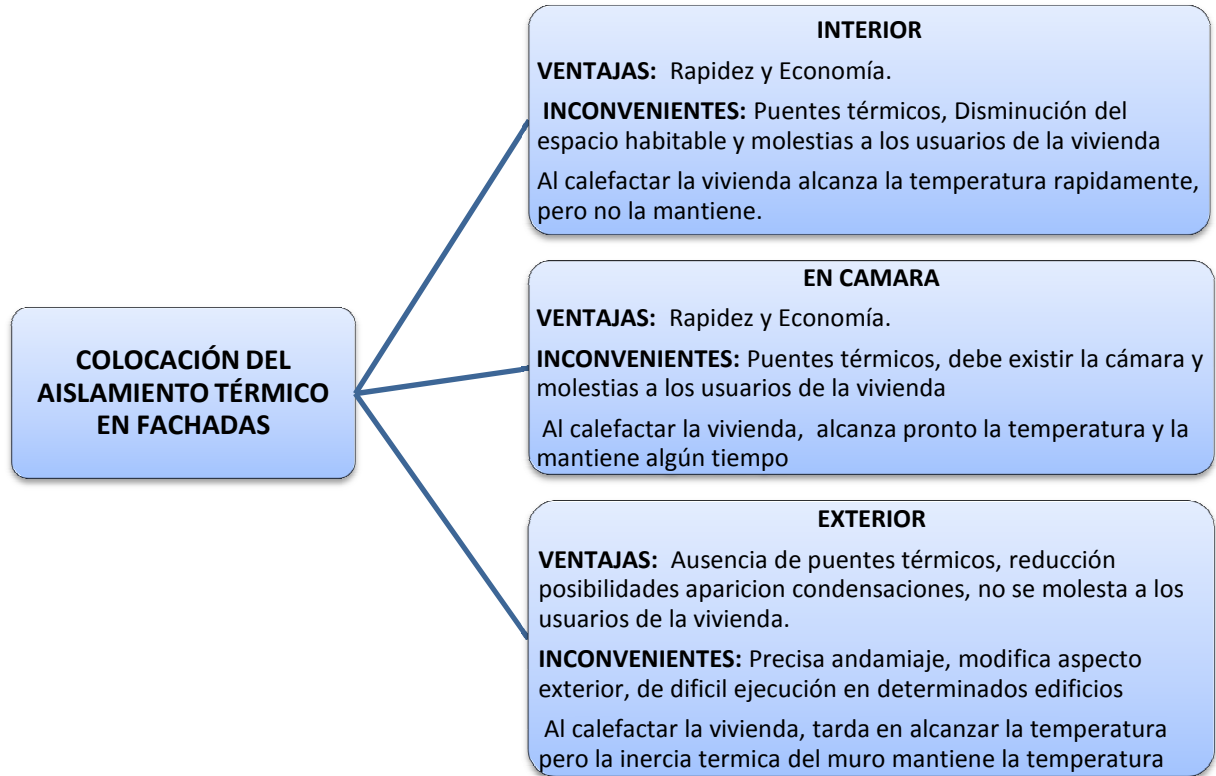 COLOCACIÓN DEL
AISLAMIENTO TÉRMICO
EN FACHADAS
INTERIOR
VENTAJAS: Rapidez y Economía.
INCONVENIENTES: Puentes térmicos, Disminución del
espacio habitable y molestias a los usuarios de la vivienda
Al calefactar la vivienda alcanza la temperatura rapidamente,
pero no la mantiene.
EN CAMARA
VENTAJAS: Rapidez y Economía.
INCONVENIENTES: Puentes térmicos, debe existir la cámara y
molestias a los usuarios de la vivienda
Al calefactar la vivienda, alcanza pronto la temperatura y la
mantiene algún tiempo
EXTERIOR
VENTAJAS: Ausencia de puentes térmicos, reducción
posibilidades aparicion condensaciones, no se molesta a los
usuarios de la vivienda.
INCONVENIENTES: Precisa andamiaje, modifica aspecto
exterior, de dificil ejecución en determinados edificios
Al calefactar la vivienda, tarda en alcanzar la temperatura
pero la inercia termica del muro mantiene la temperatura